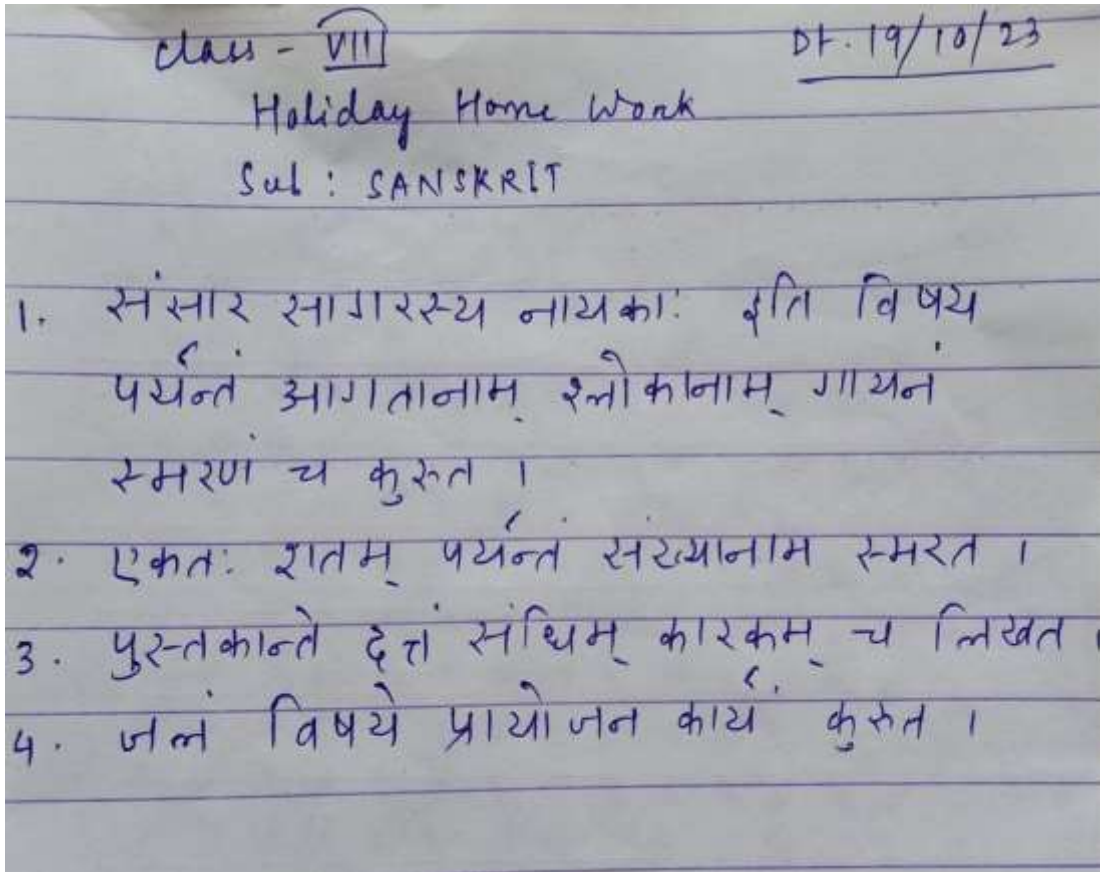 Class - VIII
Dt. 19/10/23
Holiday Home Work
Sub : SANSKRIT
1. संसार सागरस्य नायकाः इति विषय
पर्यन्तं आगतानाम् श्लोकानाम् गायनं
स्मरणं च कुरुत ।
२. एकतः शतम् पर्यन्तं संख्यानाम स्मरत ।
3. पुस्तकान्ते दत्तं संधिम् कारकम् च लिखत ।
4. जलं विषये प्रायोजन कार्यं कुरुत ।